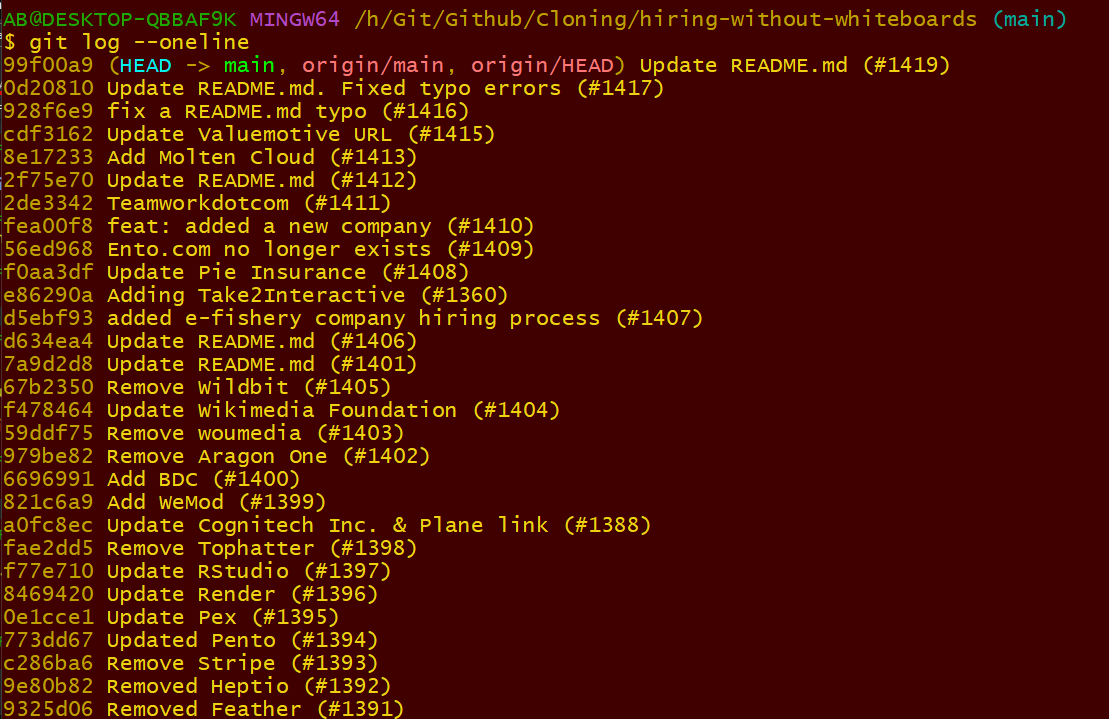 AB@DESKTOP-QBBAF9K MINGW64 /h/Git/Github/Cloning/hiring-without-whiteboards (main)
$ git log --oneline
99f00a9 (HEAD -> main, origin/main, origin/HEAD) Update README.md (#1419)
0d20810 Update README.md. Fixed typo errors (#1417)
928f6e9 fix a README.md typo (#1416)
cdf3162 Update Valuemotive URL (#1415)
8e17233 Add Molten Cloud (#1413)
2f75e70 Update README.md (#1412)
2de3342 Teamworkdotcom (#1411)
fea00f8 feat: added a new company (#1410)
56ed968 Ento.com no longer exists (#1409)
f0aa3df Update Pie Insurance (#1408)
e86290a Adding Take2Interactive (#1360)
d5ebf93 added e-fishery company hiring process (#1407)
d634ea4 Update README.md (#1406)
7a9d2d8 Update README.md (#1401)
67b2350 Remove Wildbit (#1405)
f478464 Update Wikimedia Foundation (#1404)
59ddf75 Remove woumedia (#1403)
979be82 Remove Aragon One (#1402)
6696991 Add BDC (#1400)
821c6a9 Add WeMod (#1399)
a0fc8ec Update Cognitech Inc. & Plane link (#1388)
fae2dd5 Remove Tophatter (#1398)
f77e710 Update RStudio (#1397)
8469420 Update Render (#1396)
0e1cce1 Update Pex (#1395)
773dd67 Updated Pento (#1394)
c286ba6 Remove Stripe (#1393)
9e80b82 Removed Heptio (#1392)
9325d06 Removed Feather (#1391)